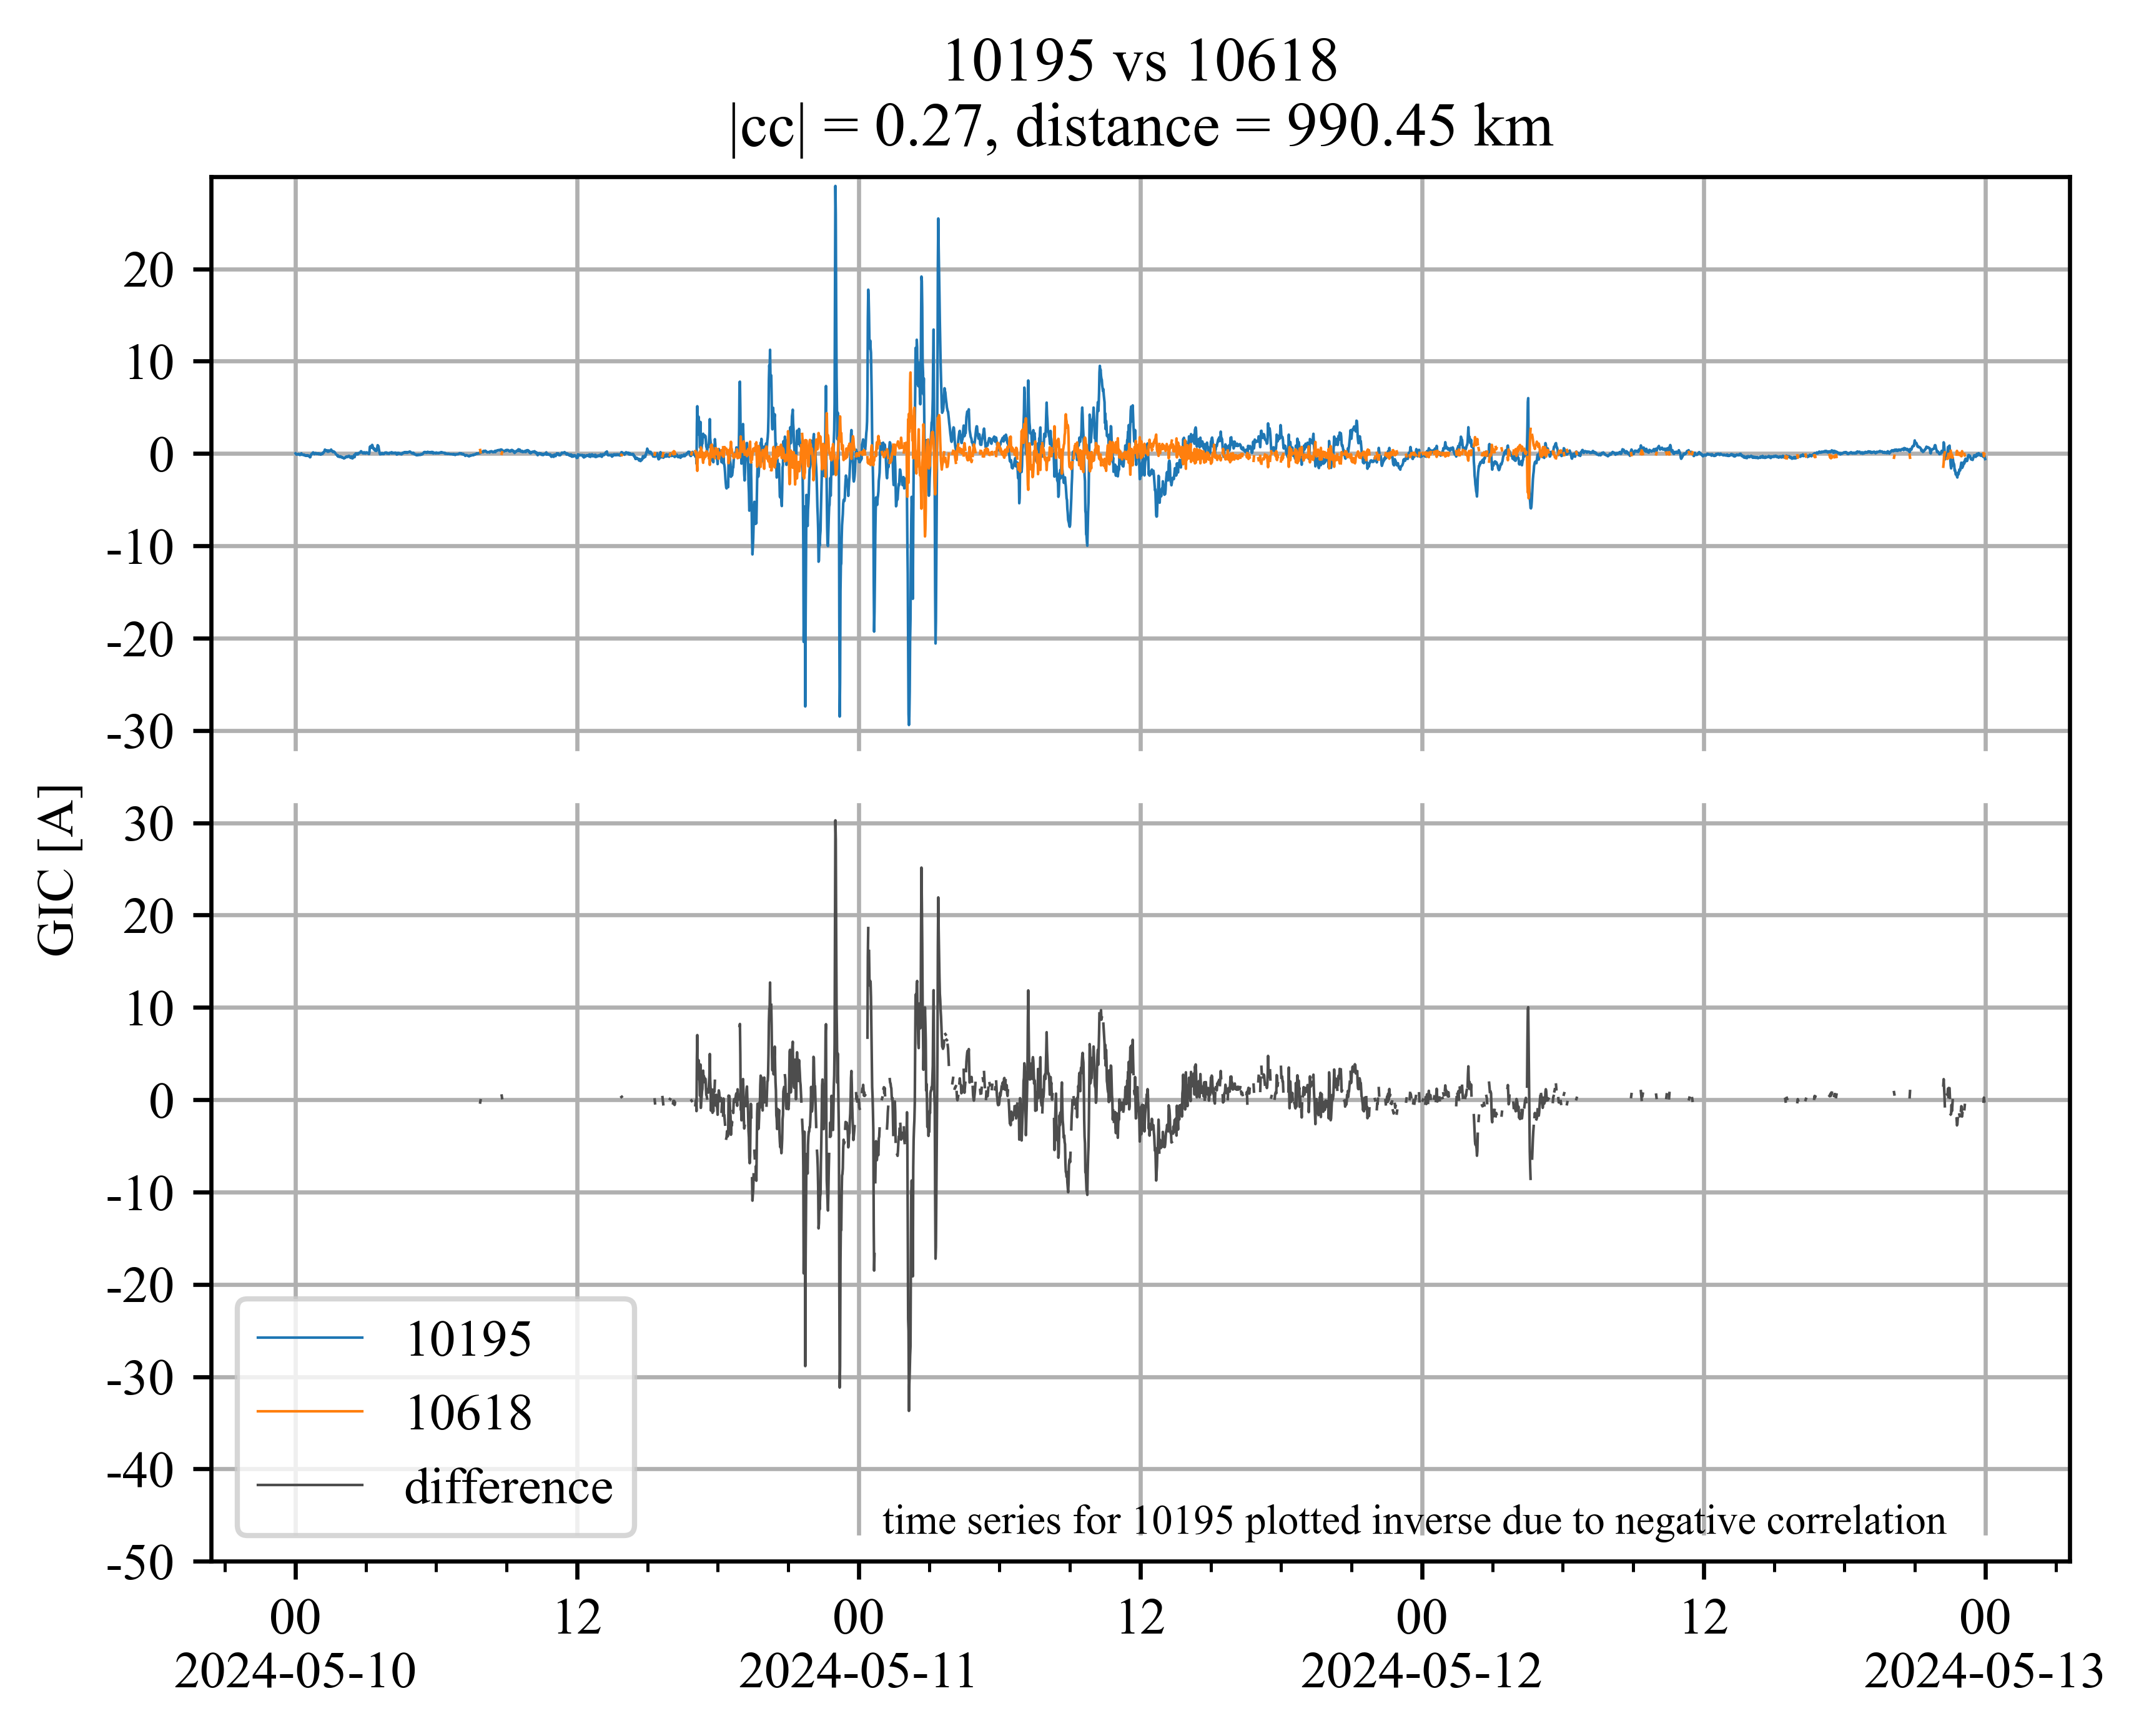 10195 vs 10618
|cc| = 0.27, distance = 990.45 km
20
10
0
-10
-20
-30
30
20
10
0
-10
-20
-30
-40
-50
GIC [A]
10195
10618
difference
time series for 10195 plotted inverse due to negative correlation
00 12 00 12 00 12 00
2024-05-10 2024-05-11 2024-05-12 2024-05-13